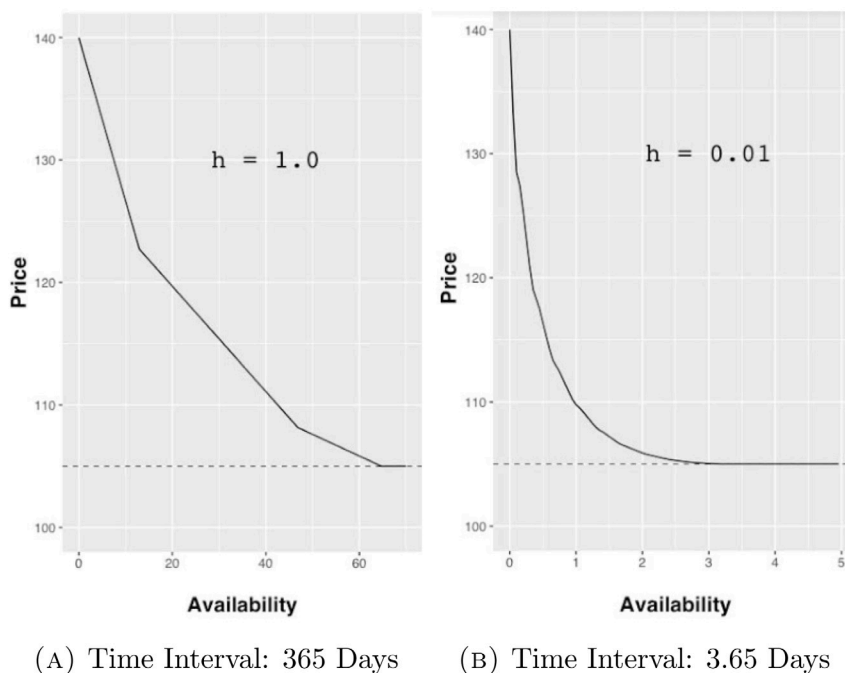 140
130
120
110
100
Price
h = 1.0
0
20
40
60
Availability
(A) Time Interval: 365 Days
140
130
120
110
100
Price
h = 0.01
0
1
2
3
4
5
Availability
(B) Time Interval: 3.65 Days